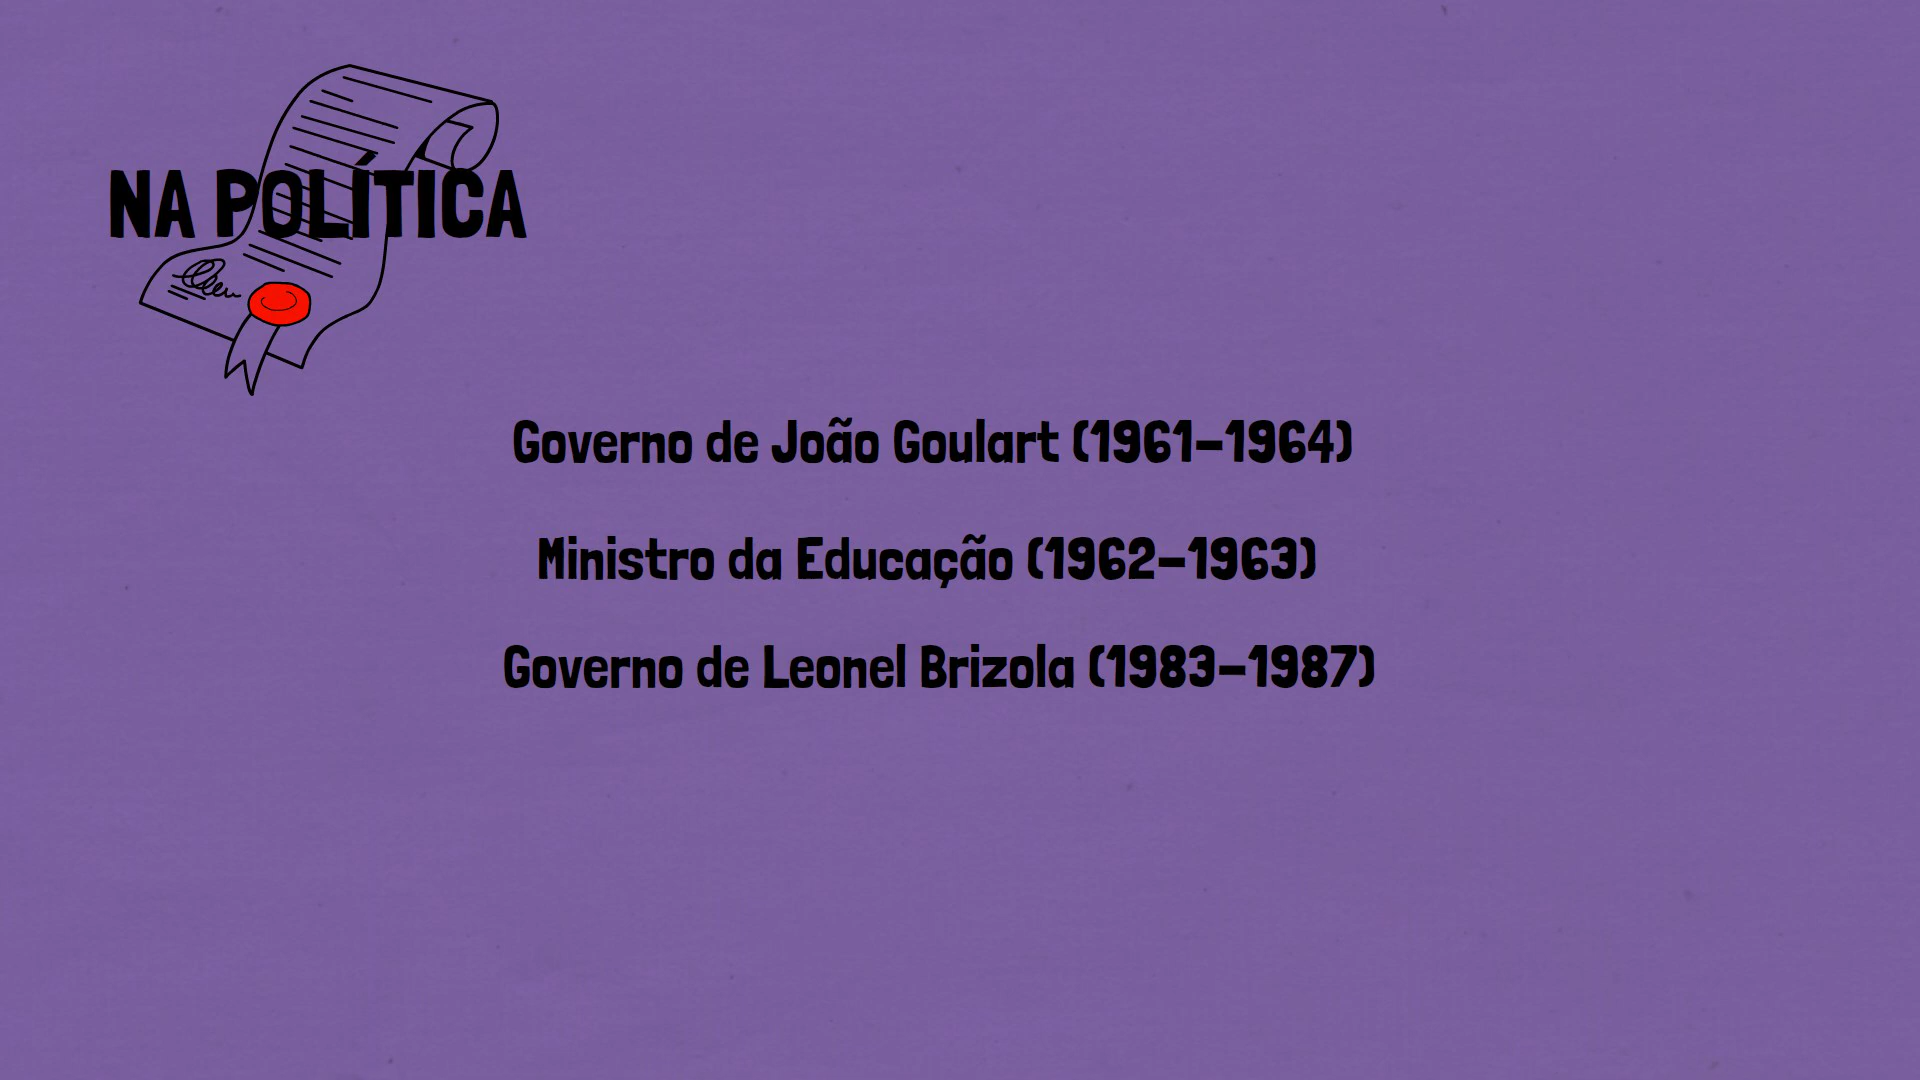 NA POLÍTICA
Governo de João Goulart (1961-1964)
Ministro da Educação (1962-1963)
Governo de Leonel Brizola (1983-1987)